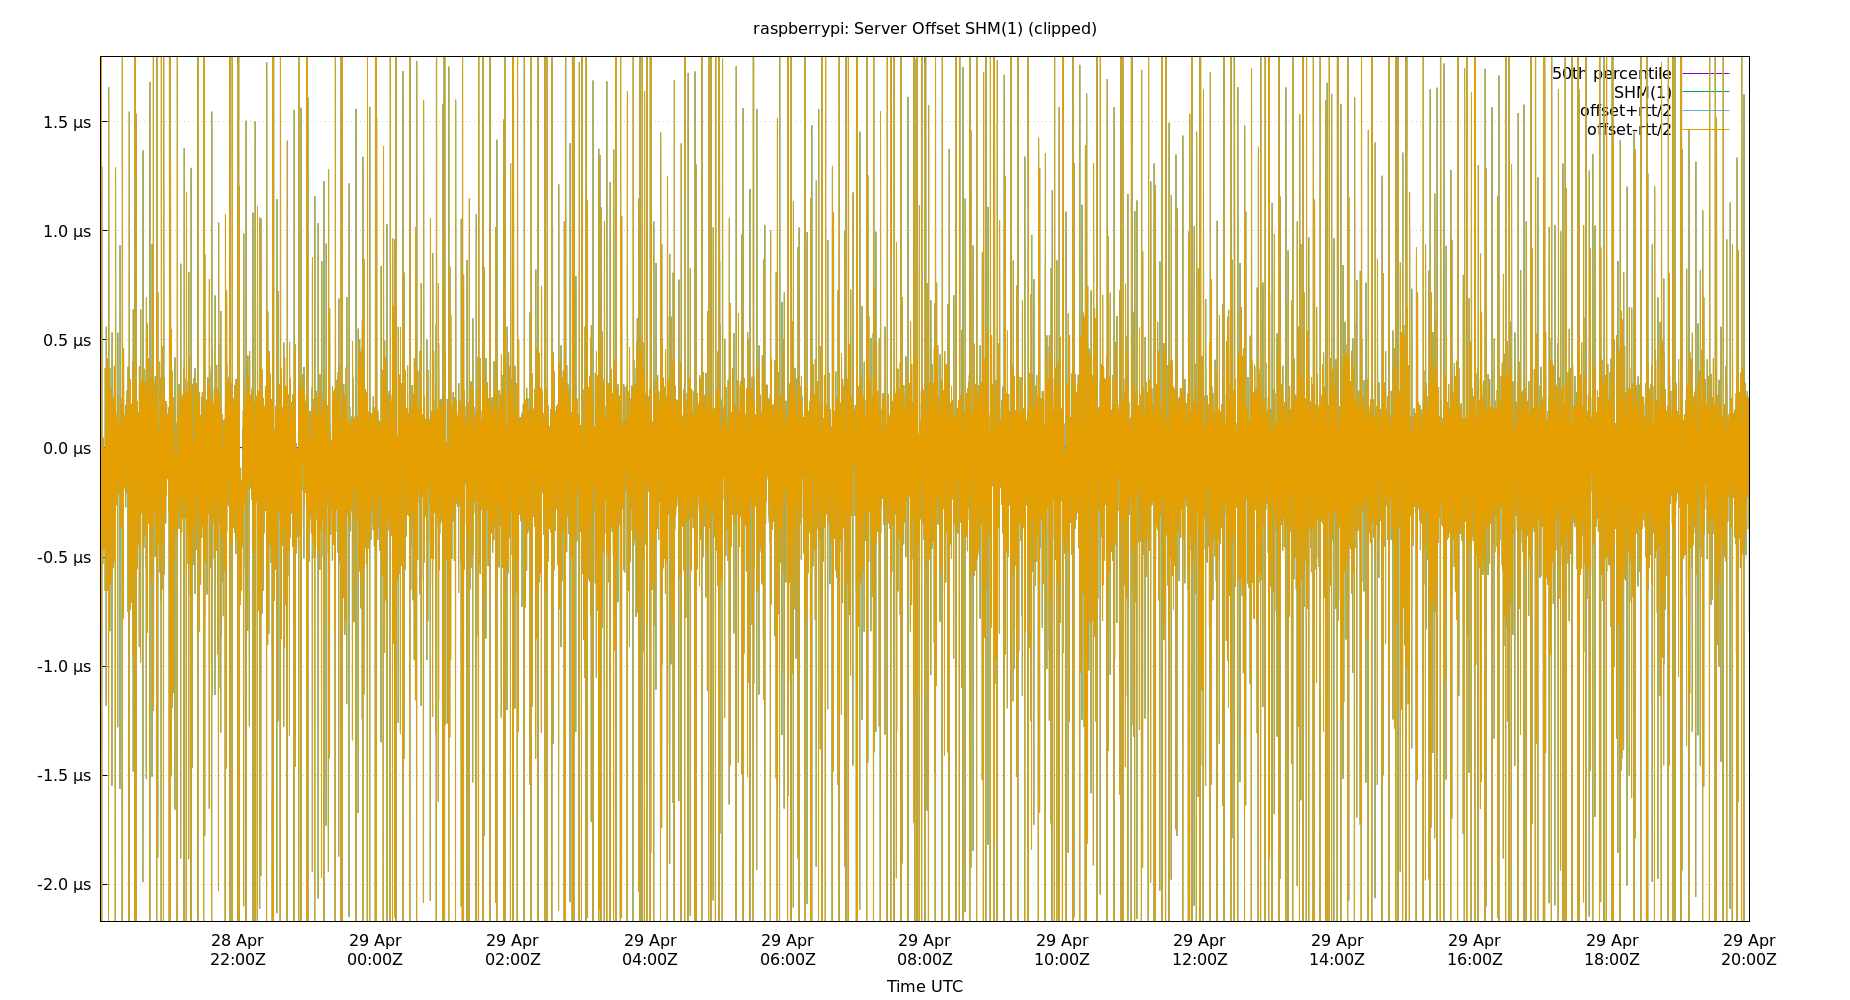 raspberrypi: Server Offset SHM(1) (clipped)
50th percentile
SHM(1)
offset+rtt/2
offset-rtt/2
1.5 µs
1.0 µs
0.5 µs
0.0 µs
-0.5 µs
-1.0 µs
-1.5 µs
-2.0 µs
28 Apr 29 Apr 29 Apr 29 Apr 29 Apr 29 Apr 29 Apr 29 Apr 29 Apr 29 Apr 29 Apr 29 Apr
22:00Z 00:00Z 02:00Z 04:00Z 06:00Z 08:00Z 10:00Z 12:00Z 14:00Z 16:00Z 18:00Z 20:00Z
Time UTC